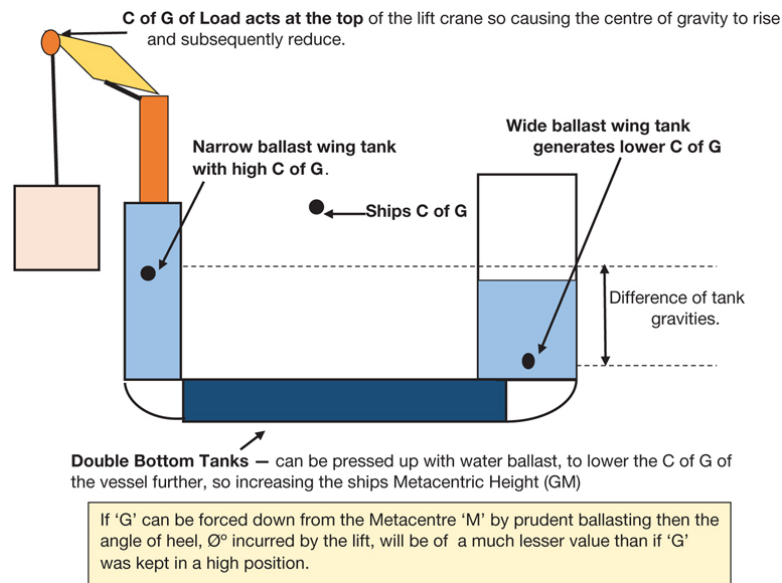 C of G of Load acts at the top of the lift crane so causing the centre of gravity to rise
and subsequently reduce.
Narrow ballast wing tank
with high C of G.
Wide ballast wing tank
generates lower C of G
Ships C of G
Difference of tank
gravities.
Double Bottom Tanks — can be pressed up with water ballast, to lower the C of G of
the vessel further, so increasing the ships Metacentric Height (GM)
If ‘G’ can be forced down from the Metacentre ‘M’ by prudent ballasting then the
angle of heel, Ø° incurred by the lift, will be of a much lesser value than if ‘G’
was kept in a high position.